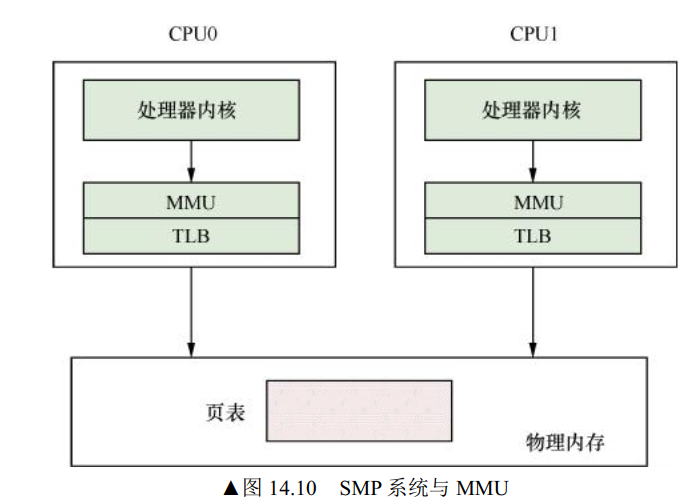 CPU0
CPU1
处理器内核
处理器内核
MMU
MMU
TLB
TLB
页表
物理内存
▲图 14.10 SMP 系统与 MMU